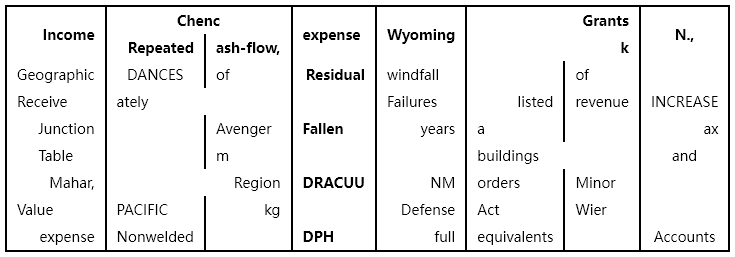 Income Chenc expense Wyoming Grants N.,
Repeated ash-flow, k
Geographic DANCES of Residual windfall of
Receive ately Failures listed revenue INCREASE
Junction Avenger Fallen years a ax
Table m buildings and
Mahar, Region DRACUU NM orders Minor
Value PACIFIC kg Defense Act Wier
expense Nonwelded DPH full equivalents Accounts